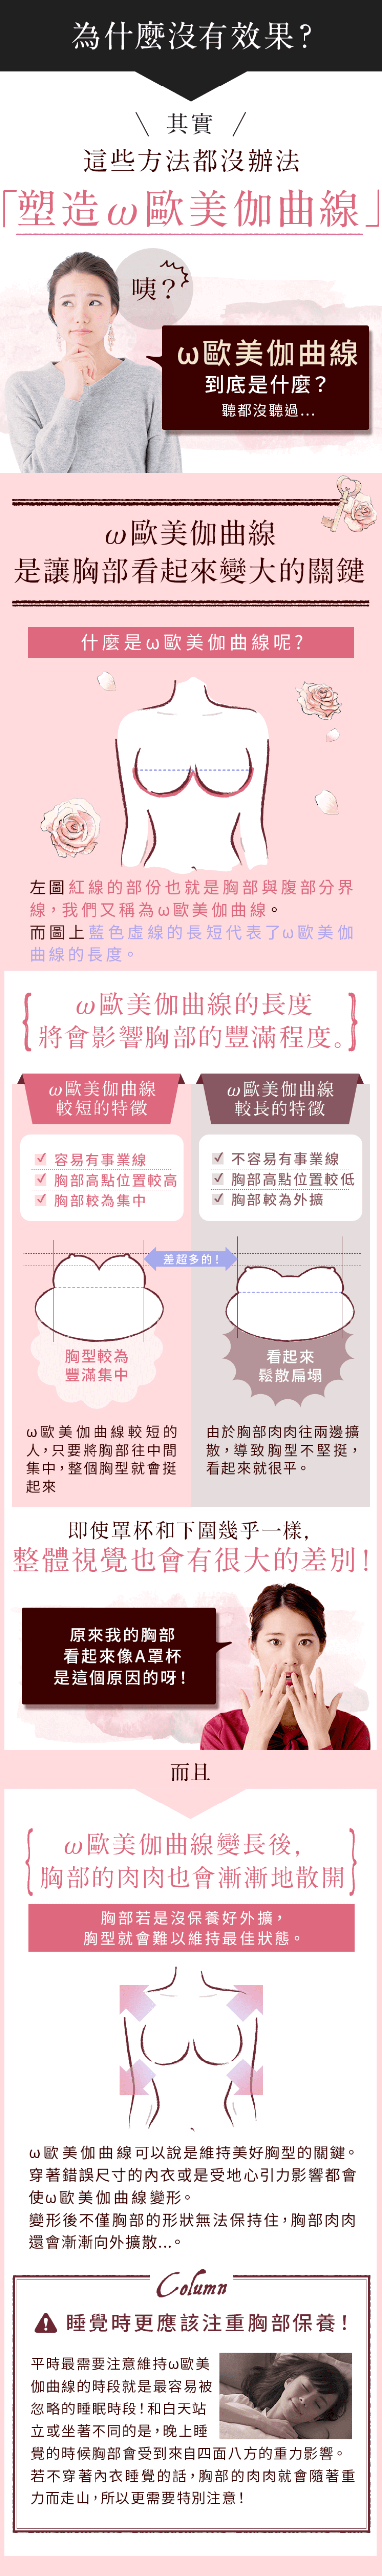 為什麼沒有效果?
其實
這些方法都沒辦法
「塑造ω歐美伽曲線」
咦?
ω歐美伽曲線
到底是什麼?
聽都沒聽過...
ω歐美伽曲線
是讓胸部看起來變大的關鍵
什麼是ω歐美伽曲線呢?
左圖紅線的部份也就是胸部與腹部分界
線，我們又稱為ω歐美伽曲線。
而圖上藍色虛線的長短代表了ω歐美伽
曲線的長度。
ω歐美伽曲線的長度
將會影響胸部的豐滿程度。
ω歐美伽曲線
較短的特徵
容易有事業線
胸部高點位置較高
胸部較為集中
ω歐美伽曲線
較長的特徵
不容易有事業線
胸部高點位置較低
胸部較為外擴
差超多的!
胸型較為
豐滿集中
看起來
鬆散扁塌
ω歐美伽曲線較短的
人，只要將胸部往中間
集中，整個胸型就會挺
起來
由於胸部肉肉往兩邊擴
散，導致胸型不堅挺，
看起來就很平。
即使罩杯和下圍幾乎一樣,
整體視覺也會有很大的差別!
原來我的胸部
看起來像A罩杯
是這個原因的呀!
而且
ω歐美伽曲線變長後,
胸部的肉肉也會漸漸地散開
胸部若是沒保養好外擴，
胸型就會難以維持最佳狀態。
ω歐美伽曲線可以說是維持美好胸型的關鍵。
穿著錯誤尺寸的內衣或是受地心引力影響都會
使ω歐美伽曲線變形。
變形後不僅胸部的形狀無法保持住，胸部肉肉
還會漸漸向外擴散...。
Column
睡覺時更應該注重胸部保養!
平時最需要注意維持ω歐美
伽曲線的時段就是最容易被
忽略的睡眠時段!和白天站
立或坐著不同的是，晚上睡
覺的時候胸部會受到來自四面八方的重力影響。
若不穿著內衣睡覺的話，胸部的肉肉就會隨著重
力而走山，所以更需要特別注意!